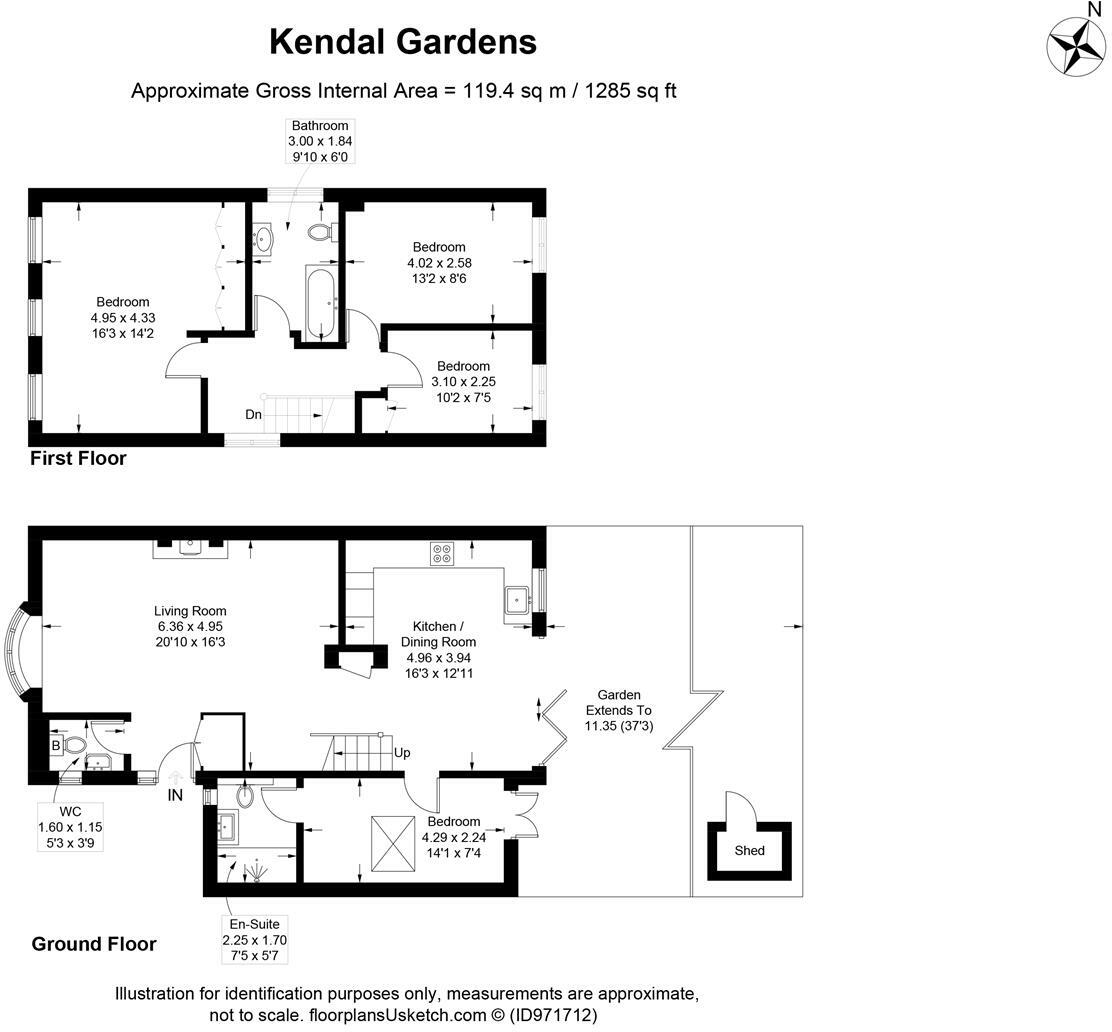 N
Kendal Gardens
Approximate Gross Internal Area = 119.4 sq m / 1285 sq ft
Bathroom
3.00 x 1.84
9'10 x 6'0
Bedroom
4.95 x 4.33
16'3 x 14'2
Bedroom
4.02 x 2.58
13'2 x 8'6
Bedroom
3.10 x 2.25
10'2 x 7'5
Dn
First Floor
Living Room
6.36 x 4.95
20'10 x 16'3
Kitchen /
Dining Room
4.96 x 3.94
16'3 x 12'11
Garden
Extends To
11.35 (37'3)
B
Up
IN
WC
1.60 x 1.15
5'3 x 3'9
Bedroom
4.29 x 2.24
14'1 x 7'4
Shed
En-Suite
2.25 x 1.70
7'5 x 5'7
Ground Floor
Illustration for identification purposes only, measurements are approximate,
not to scale. floorplansUsketch.com © (ID971712)